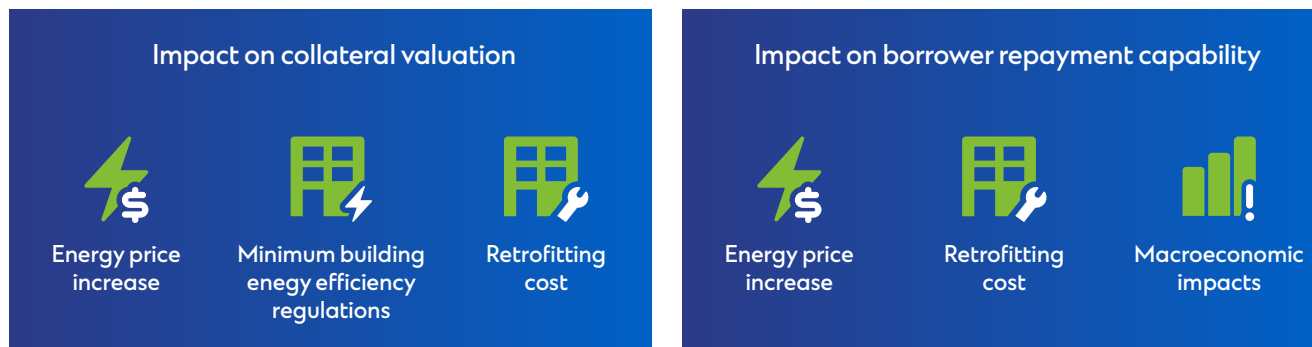 Impact on collateral valuation
Energy price
increase
Minimum building
enegy efficiency
regulations
Retrofitting
cost
Impact on borrower repayment capability
Energy price
increase
Retrofitting
cost
Macroeconomic
impacts